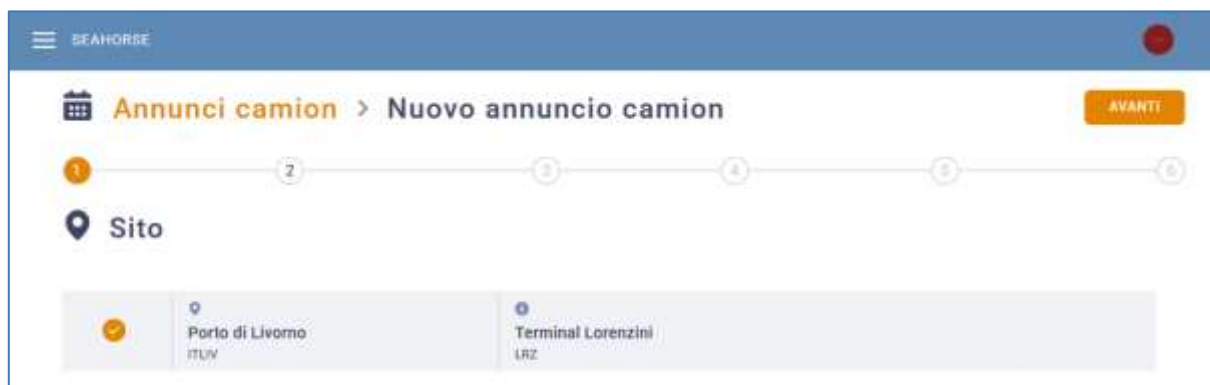 SEAHORSE
Annunci camion > Nuovo annuncio camion
AVANTI
1 2 3 4 5 6
Sito
Porto di Livorno
ITLIV
Terminal Lorenzini
LRZ